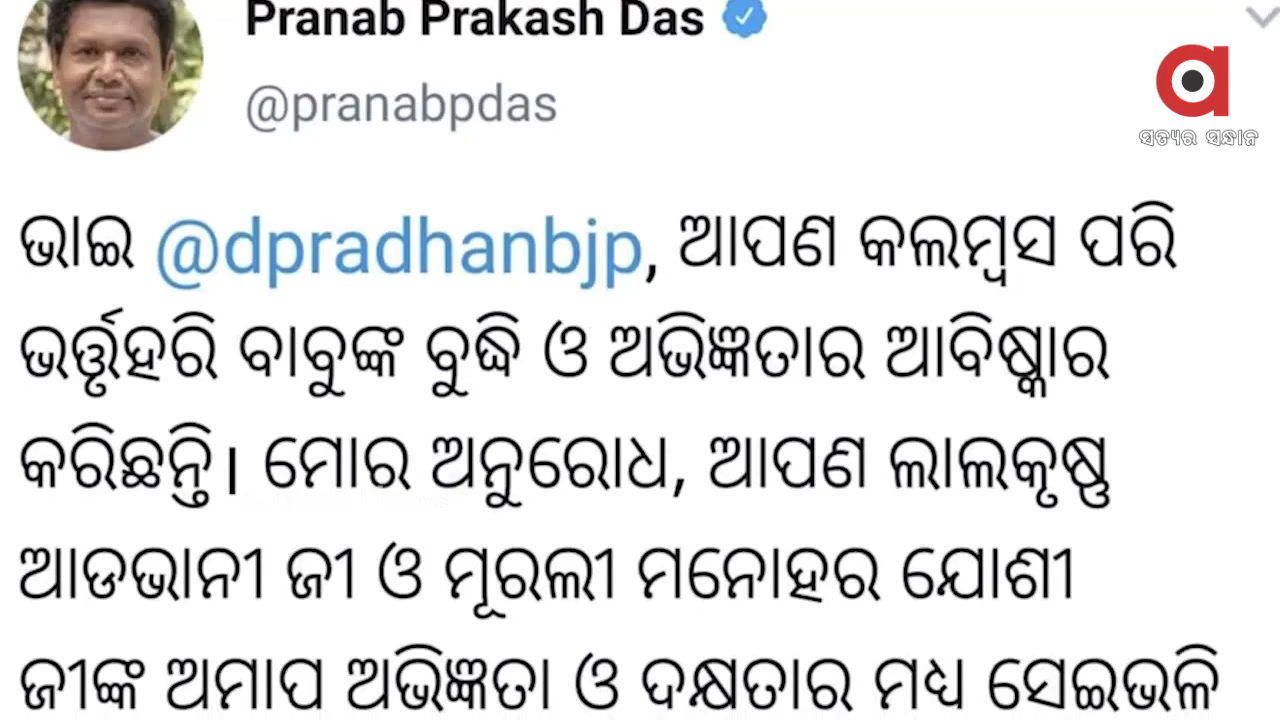 Pranab Prakash Das
@pranabpdas
ସତ୍ୟର ସନ୍ଧାନ
ଭାଇ @dpradhanbjp, ଆପଣ କଲମ୍ବସ ପରି
ଭର୍ତ୍ତୃହରି ବାବୁଙ୍କ ବୁଦ୍ଧି ଓ ଅଭିଜ୍ଞତାର ଆବିଷ୍କାର
କରିଛନ୍ତି। ମୋର ଅନୁରୋଧ, ଆପଣ ଲାଲକୃଷ୍ଣ
ଆଡଭାନୀ ଜୀ ଓ ମୂରଲୀ ମନୋହର ଯୋଶୀ
ଜୀଙ୍କ ଅମାପ ଅଭିଜ୍ଞତା ଓ ଦକ୍ଷତାର ମଧ୍ୟ ସେଇଭଳି